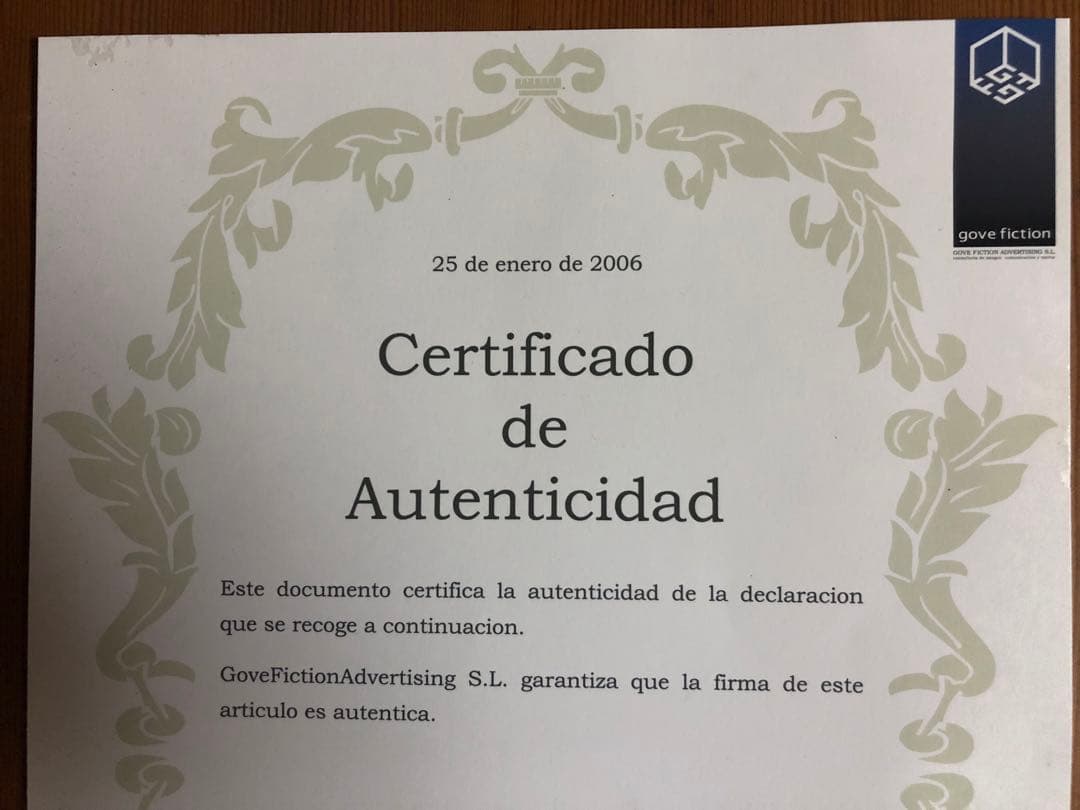 gove fiction
GOVE FICTION ADVERTISING S.L.
25 de enero de 2006
Certificado
de
Autenticidad
Este documento certifica la autenticidad de la declaracion
que se recoge a continuacion.
GoveFictionAdvertising S.L. garantiza que la firma de este
articulo es autentica.